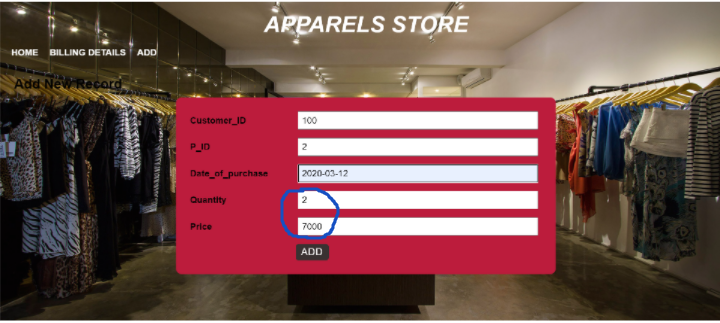 APPARELS STORE
HOME BILLING DETAILS ADD
Add New Record
Customer_ID 100
P_ID 2
Date_of_purchase 2020-03-12
Quantity 2
Price 7000
ADD